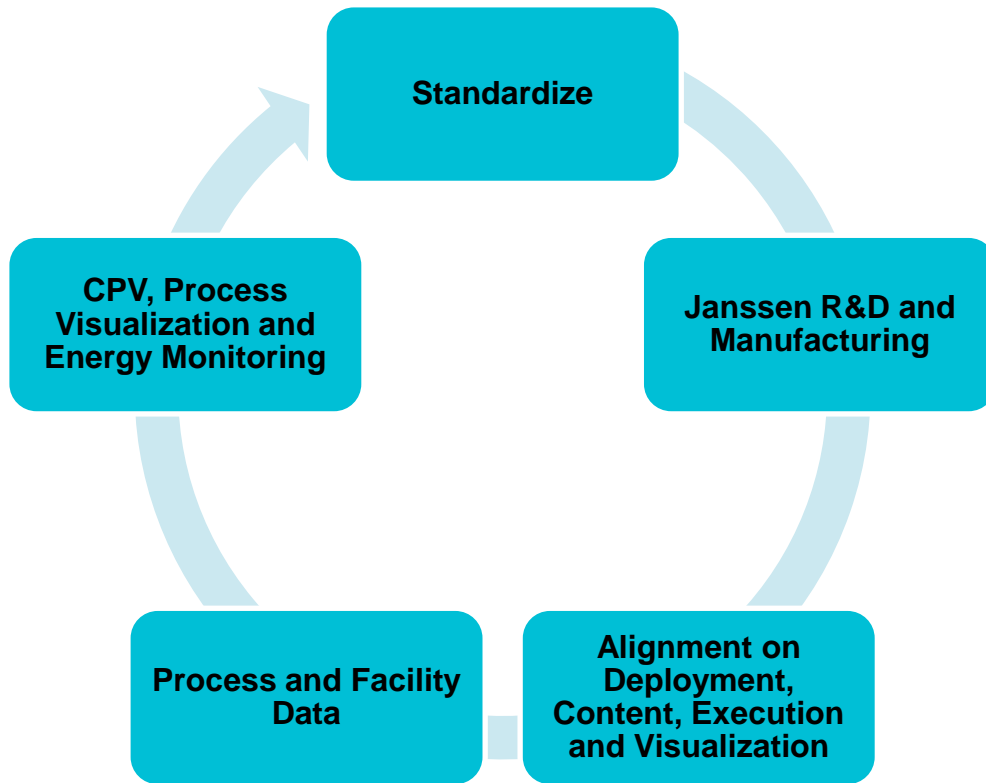 Standardize
Janssen R&D and
Manufacturing
Alignment on
Deployment,
Content, Execution
and Visualization
Process and Facility
Data
CPV, Process
Visualization and
Energy Monitoring